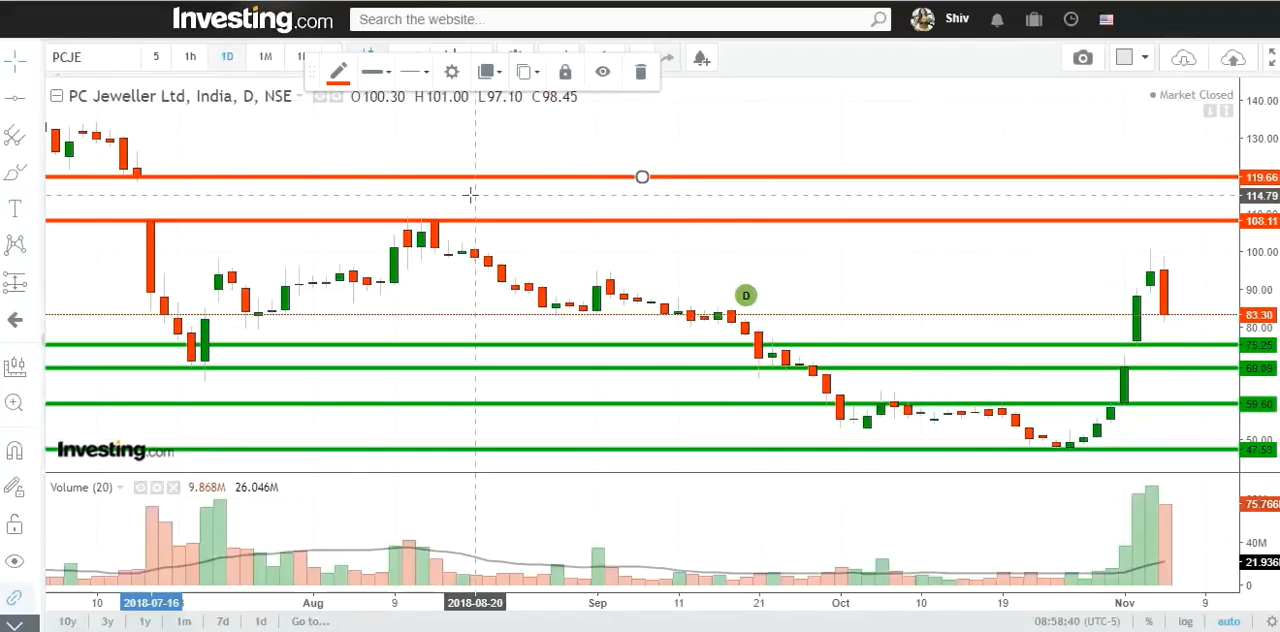 Investing.com Search the website... Shiv
PCJE 5 1h 1D 1M
PC Jeweller Ltd, India, D, NSE O100.30 H101.00 L97.10 C98.45
Market Closed
140.00
130.00
119.66
114.79
108.11
100.00
90.00
D
83.30
80.00
75.25
69.05
59.60
50.00
47.53
Investing.com
Volume (20) 9.868M 26.046M
75.766
40M
21.936
0
10 2018-07-16 Aug 9 2018-08-20 Sep 11 21 Oct 10 19 Nov 9
10y 3y 1y 1m 7d 1d Go to... 08:58:40 (UTC-5) % log auto